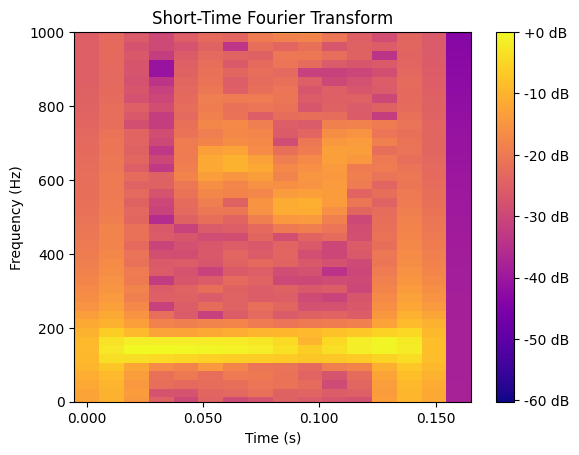 Short-Time Fourier Transform
1000
800
600
400
200
0
Frequency (Hz)
0.000
0.050
0.100
0.150
Time (s)
+0 dB
-10 dB
-20 dB
-30 dB
-40 dB
-50 dB
-60 dB